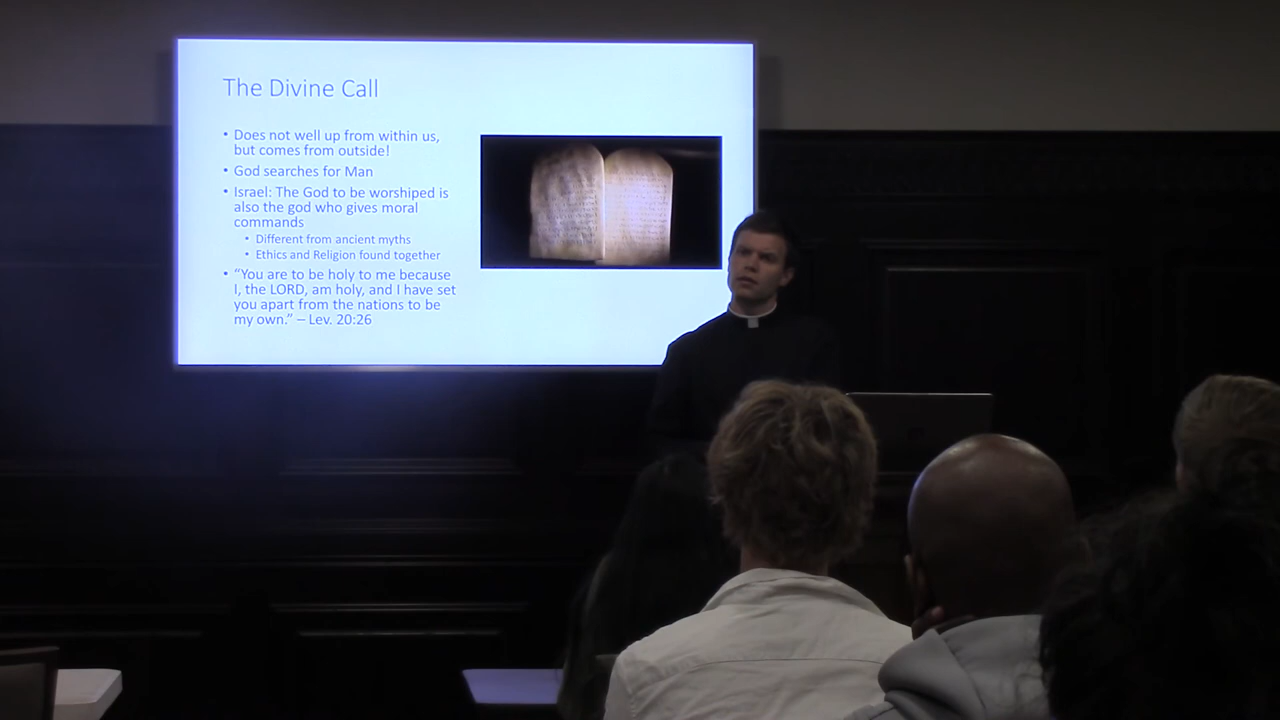 The Divine Call
• Does not well up from within us,
but comes from outside!
• God searches for Man
• Israel: The God to be worshiped is
also the god who gives moral
commands
• Different from ancient myths
• Ethics and Religion found together
• “You are to be holy to me because
I, the LORD, am holy, and I have set
you apart from the nations to be
my own.” – Lev. 20:26